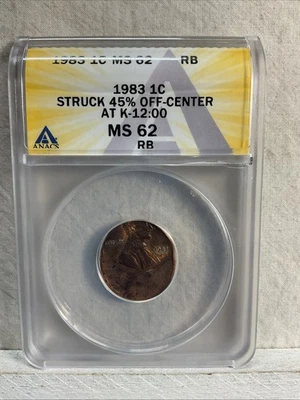 1983 1C MS 62 RB
1983 1C
STRUCK 45% OFF-CENTER
AT K-12:00
MS 62
RB
ANACS